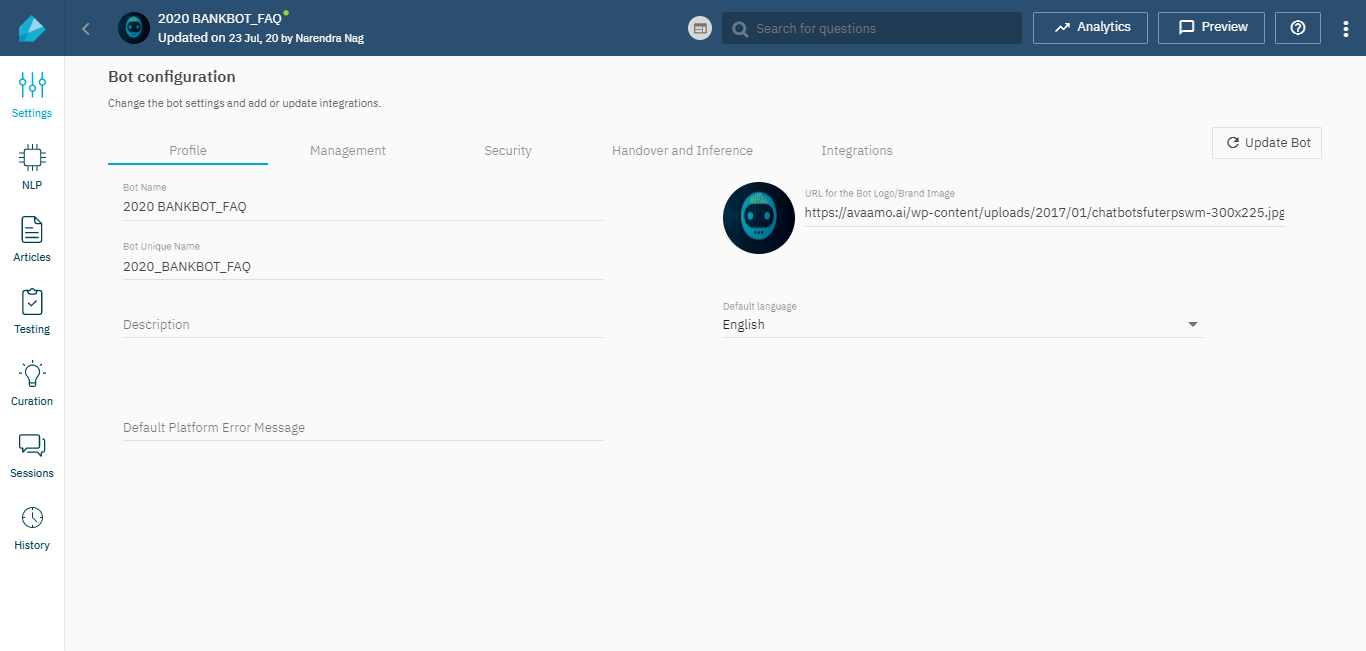 2020 BANKBOT_FAQ
Updated on 23 Jul, 20 by Narendra Nag
Search for questions
Analytics
Preview
Settings
NLP
Articles
Testing
Curation
Sessions
History
Bot configuration
Change the bot settings and add or update integrations.
Profile
Management
Security
Handover and Inference
Integrations
Update Bot
Bot Name
2020 BANKBOT_FAQ
Bot Unique Name
2020_BANKBOT_FAQ
Description
Default Platform Error Message
URL for the Bot Logo/Brand Image
https://avaamo.ai/wp-content/uploads/2017/01/chatbotsfuterpswm-300x225.jpg
Default language
English